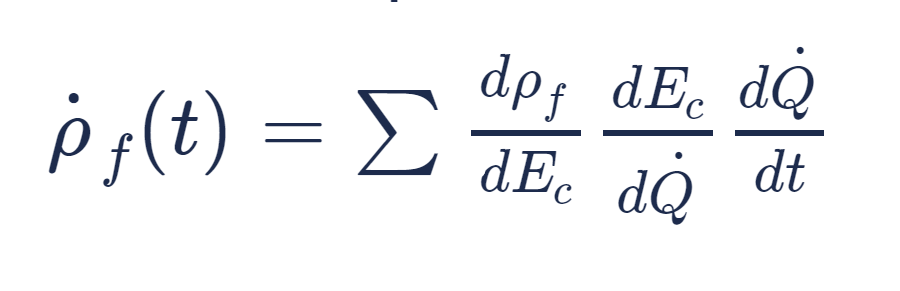 ρ̇_f(t) = ∑ dρ_f/dE_c dE_c/dQ̇ dQ̇/dt